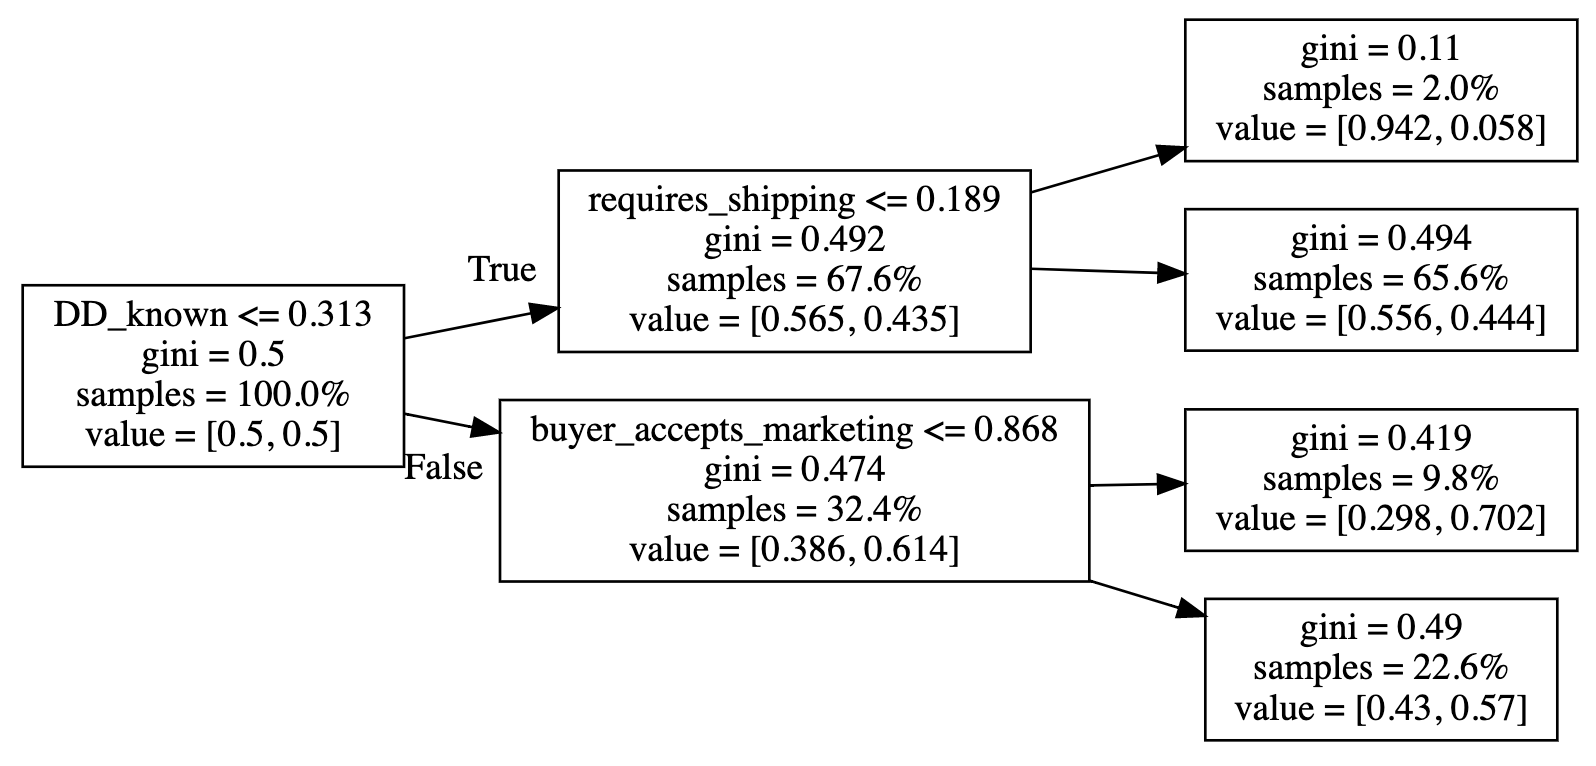 DD_known <= 0.313
gini = 0.5
samples = 100.0%
value = [0.5, 0.5]
True
False
requires_shipping <= 0.189
gini = 0.492
samples = 67.6%
value = [0.565, 0.435]
buyer_accepts_marketing <= 0.868
gini = 0.474
samples = 32.4%
value = [0.386, 0.614]
gini = 0.11
samples = 2.0%
value = [0.942, 0.058]
gini = 0.494
samples = 65.6%
value = [0.556, 0.444]
gini = 0.419
samples = 9.8%
value = [0.298, 0.702]
gini = 0.49
samples = 22.6%
value = [0.43, 0.57]